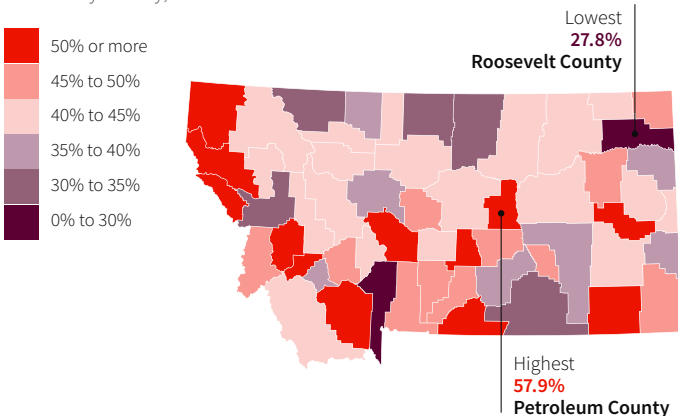 Lowest
27.8%
Roosevelt County
50% or more
45% to 50%
40% to 45%
35% to 40%
30% to 35%
0% to 30%
Highest
57.9%
Petroleum County